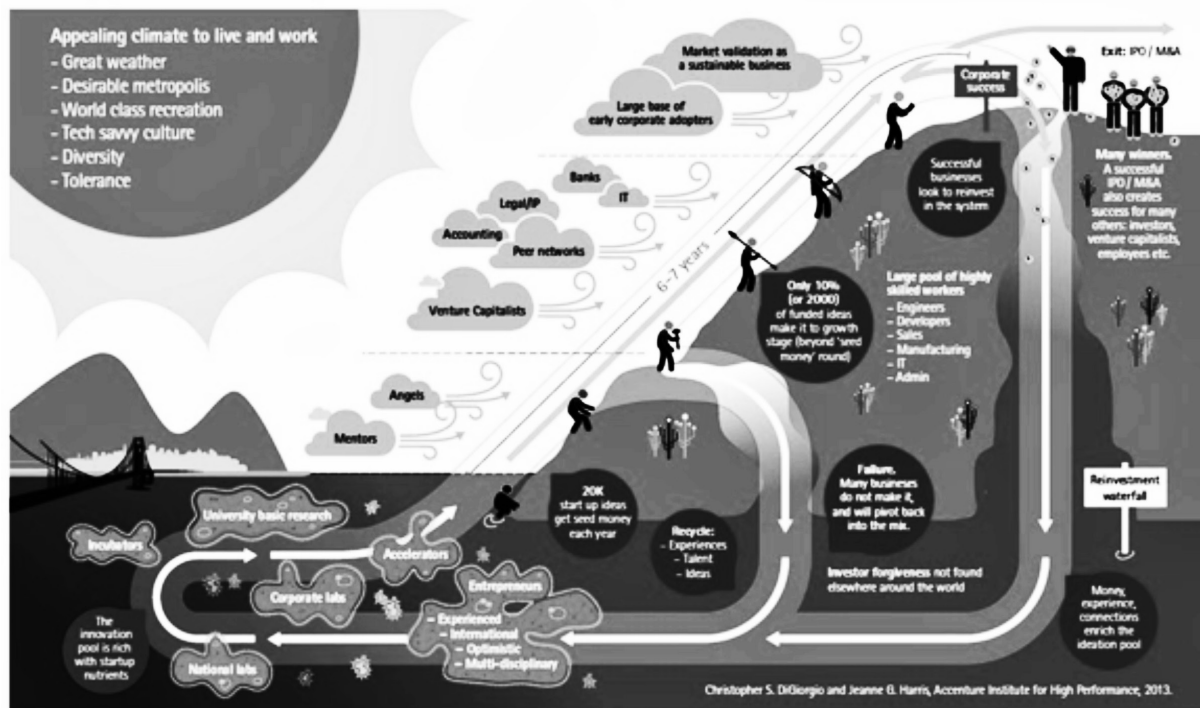 Appealing climate to live and work
– Great weather
– Desirable metropolis
– World class recreation
– Tech savvy culture
– Diversity
– Tolerance
Market validation as
a sustainable business
Large base of
early corporate adopters
Banks
IT
Legal/IP
Accounting
Peer networks
Venture Capitalists
Angels
Mentors
6–7 years
Exit: IPO / M&A
Corporate
success
Many winners.
A successful
IPO / M&A
also creates
success for many
others: investors,
venture capitalists,
employees etc.
Successful
businesses
look to reinvest
in the system
Only 10%
(or 2000)
of funded ideas
make it to growth
stage (beyond 'seed
money' round)
Large pool of highly
skilled workers
– Engineers
– Developers
– Sales
– Manufacturing
– IT
– Admin
20K
start up ideas
get seed money
each year
Recycle:
– Experiences
– Talent
– Ideas
Failure.
Many busineses
do not make it,
and will pivot back
into the mix.
Investor forgiveness not found
elsewhere around the world
Reinvestment
waterfall
Money,
experience,
connections
enrich the
ideation pool
University basic research
Incubators
Accelerators
Corporate labs
Entrepreneurs
– Experienced
– International
– Optimistic
– Multi-disciplinary
National labs
The
innovation
pool is rich
with startup
nutrients
Christopher S. DiGiorgio and Jeanne G. Harris, Accenture Institute for High Performance, 2013.